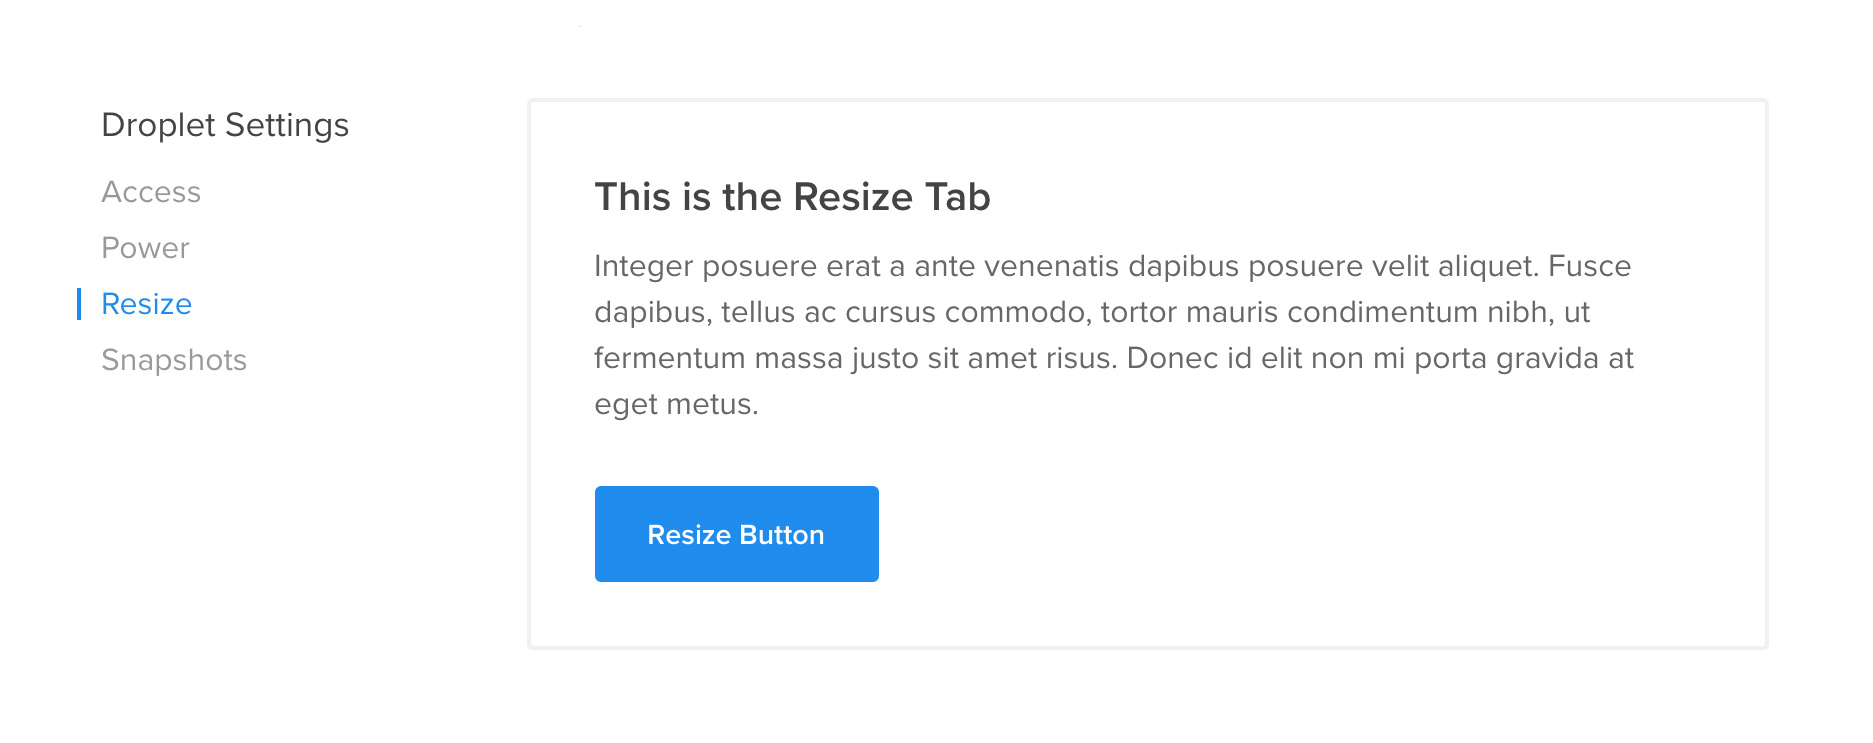 Droplet Settings
Access
Power
Resize
Snapshots
This is the Resize Tab
Integer posuere erat a ante venenatis dapibus posuere velit aliquet. Fusce
dapibus, tellus ac cursus commodo, tortor mauris condimentum nibh, ut
fermentum massa justo sit amet risus. Donec id elit non mi porta gravida at
eget metus.
Resize Button